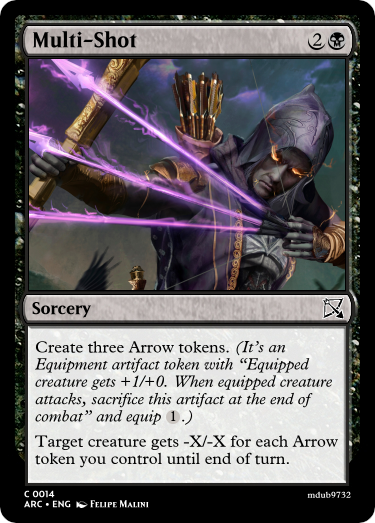 Multi-Shot 2
Sorcery
Create three Arrow tokens. (It's an
Equipment artifact token with “Equipped
creature gets +1/+0. When equipped creature
attacks, sacrifice this artifact at the end of
combat” and equip 1.)
Target creature gets -X/-X for each Arrow
token you control until end of turn.
C 0014
ARC • ENG Felipe Malini
mdub9732